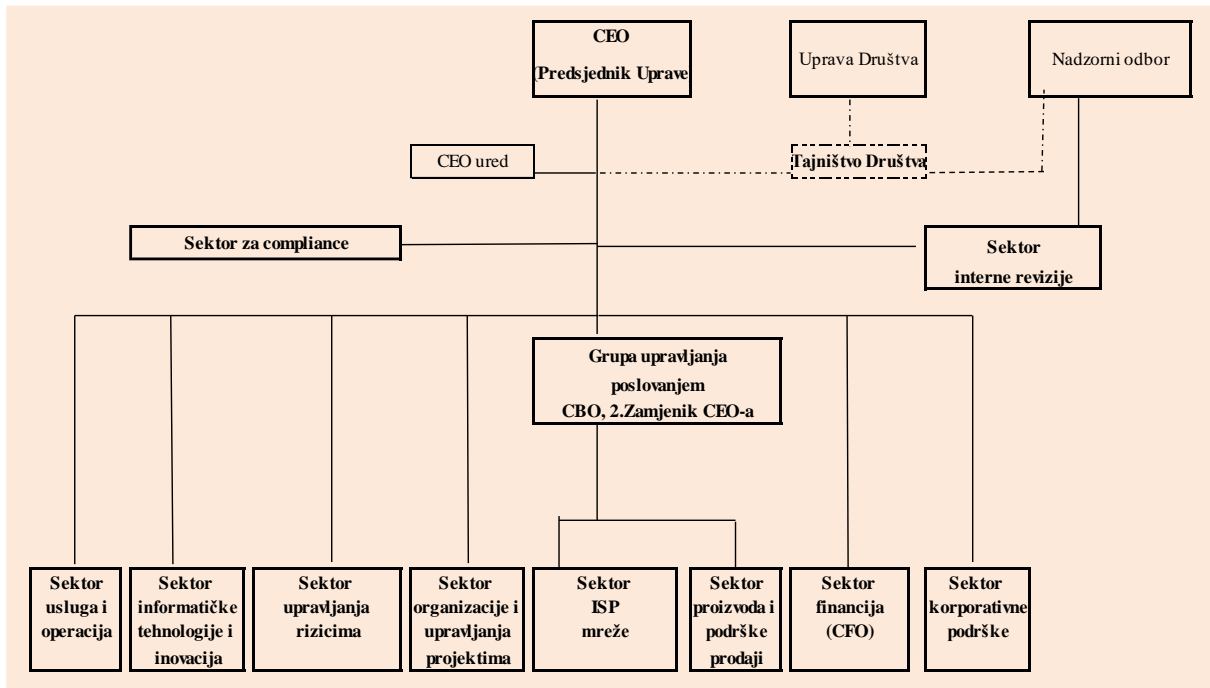 CEO
(Predsjednik Uprave
Uprava Društva
Nadzorni odbor
CEO ured
Tajništvo Društva
Sektor za compliance
Sektor
interne revizije
Grupa upravljanja
poslovanjem
CBO, 2.Zamjenik CEO-a
Sektor
usluga i
operacija
Sektor
informatičke
tehnologije i
inovacija
Sektor
upravljanja
rizicima
Sektor
organizacije i
upravljanja
projektima
Sektor
ISP
mreže
Sektor
proizvoda i
podrške
prodaji
Sektor
financija
(CFO)
Sektor
korporativne
podrške